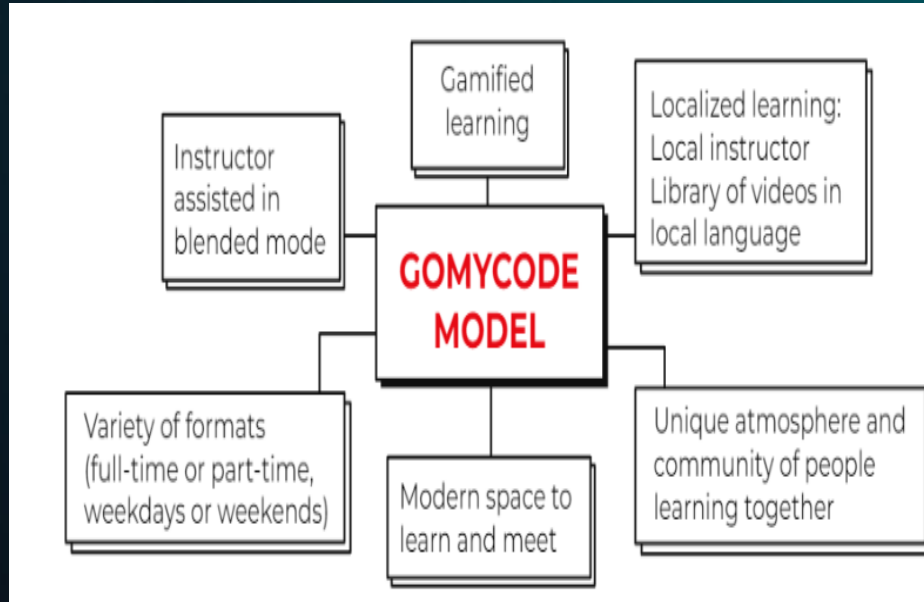 Gamified
learning
Instructor
assisted in
blended mode
Localized learning:
Local instructor
Library of videos in
local language
GOMYCODE
MODEL
Variety of formats
(full-time or part-time,
weekdays or weekends)
Modern space to
learn and meet
Unique atmosphere and
community of people
learning together